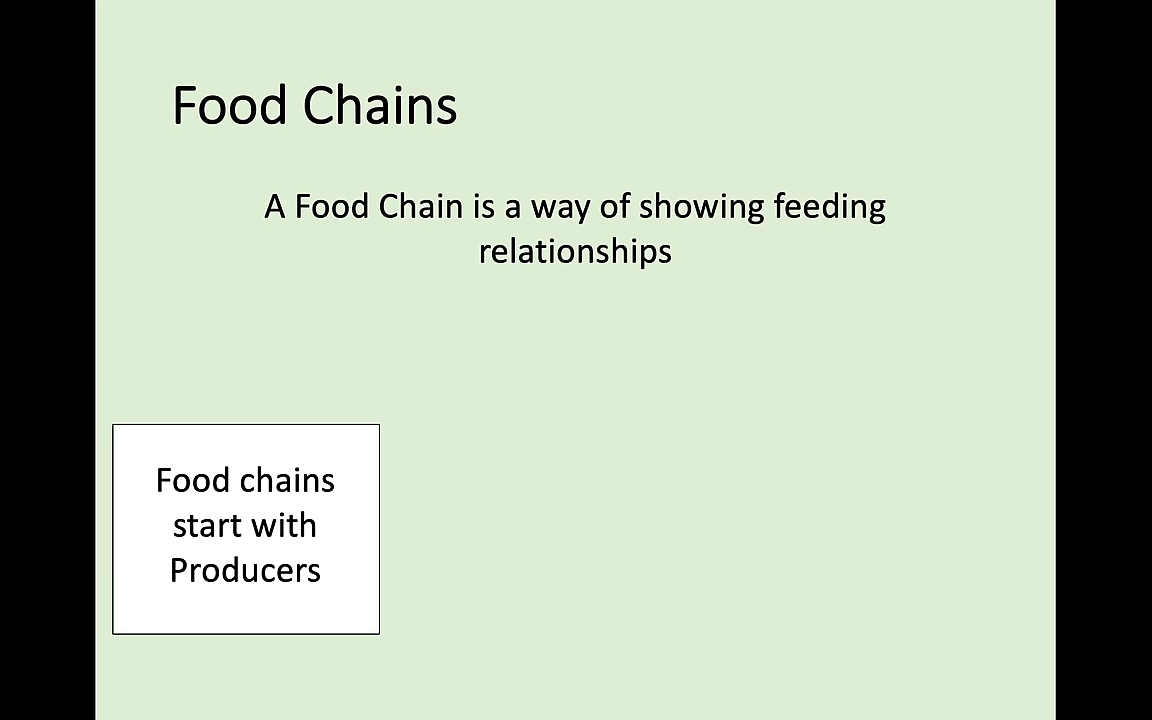 Food Chains
A Food Chain is a way of showing feeding
relationships
Food chains
start with
Producers